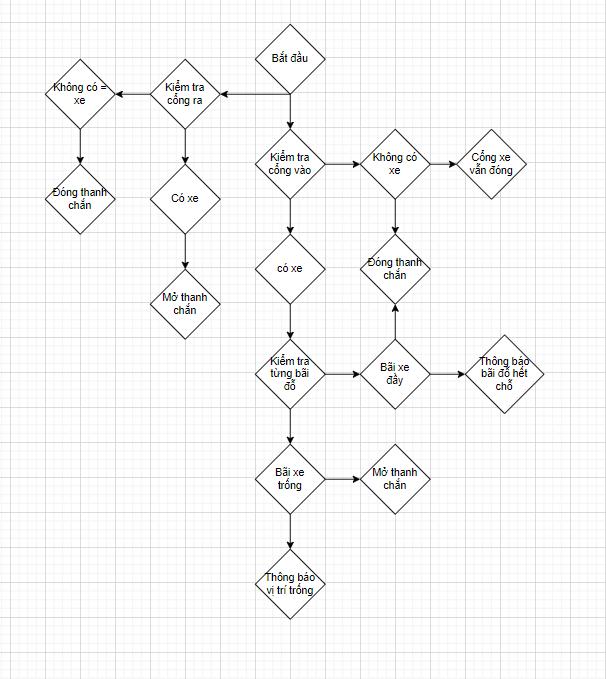 Bắt đầu
Không có =
xe
Kiểm tra
cổng ra
Kiểm tra
cổng vào
Không có
xe
Cổng xe
vẫn đóng
Đóng thanh
chắn
Có xe
có xe
Đóng thanh
chắn
Mở thanh
chắn
Kiểm tra
từng bãi
đỗ
Bãi xe
đầy
Thông báo
bãi đỗ hết
chỗ
Bãi xe
trống
Mở thanh
chắn
Thông báo
vị trí trống